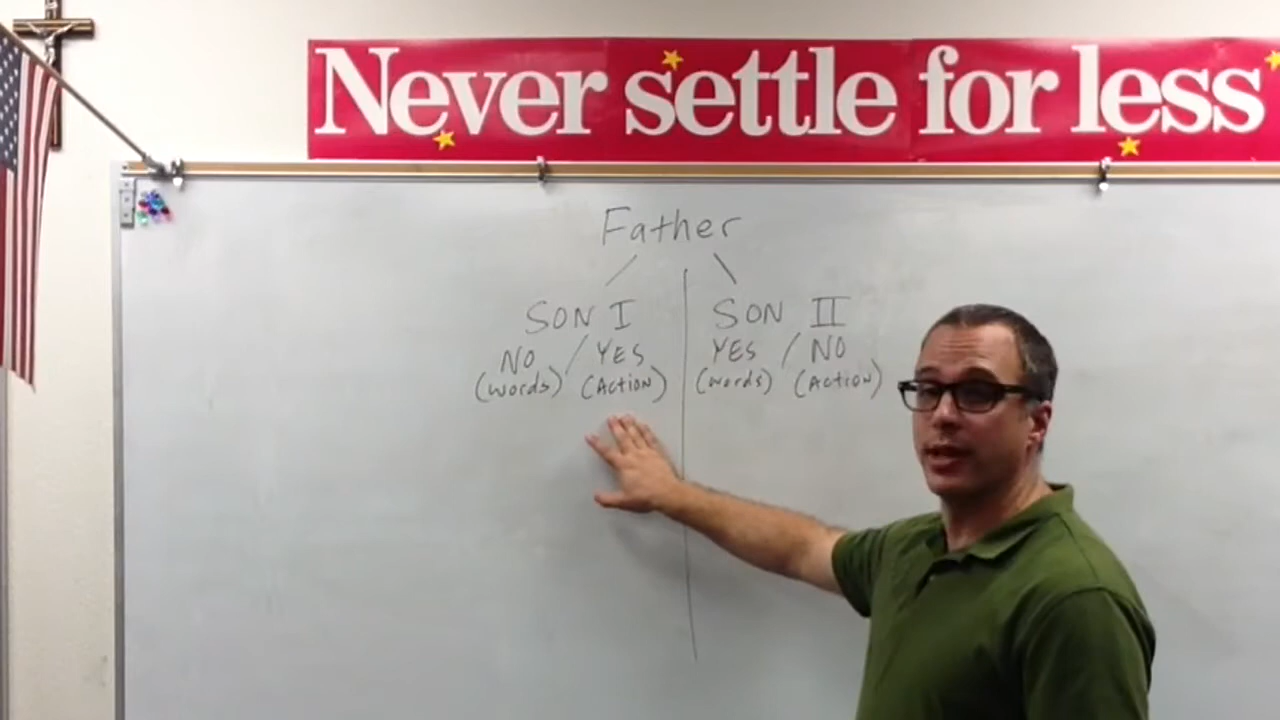 Never settle for less
Father
SON I SON II
NO / YES YES / NO
(words) (Action) (words) (Action)